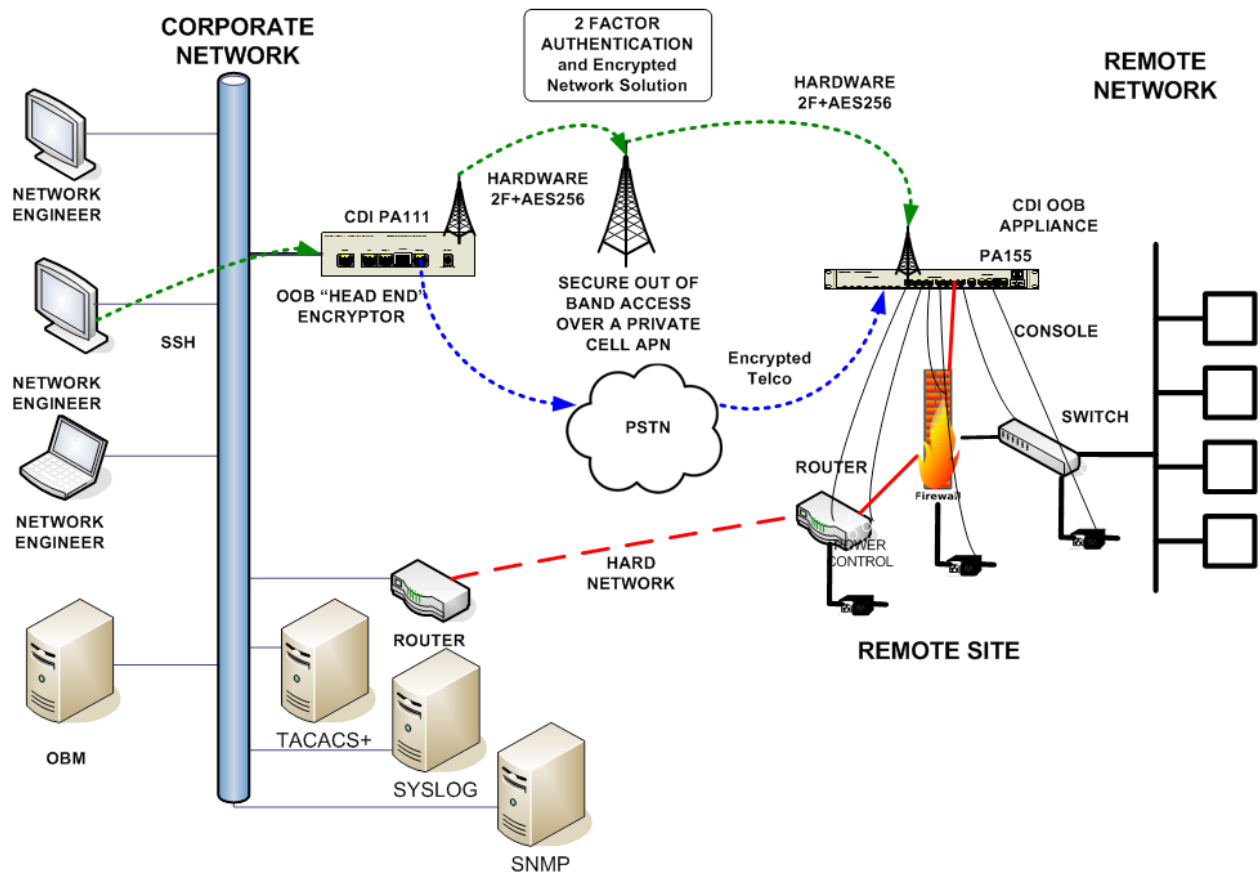 CORPORATE
NETWORK
2 FACTOR
AUTHENTICATION
and Encrypted
Network Solution
HARDWARE
2F+AES256
REMOTE
NETWORK
NETWORK
ENGINEER
CDI PA111
HARDWARE
2F+AES256
CDI OOB
APPLIANCE
PA155
OOB “HEAD END”
ENCRYPTOR
SECURE OUT OF
BAND ACCESS
OVER A PRIVATE
CELL APN
SSH
CONSOLE
NETWORK
ENGINEER
Encrypted
Telco
PSTN
SWITCH
ROUTER
Firewall
NETWORK
ENGINEER
POWER
CONTROL
HARD
NETWORK
ROUTER
REMOTE SITE
OBM
TACACS+
SYSLOG
SNMP